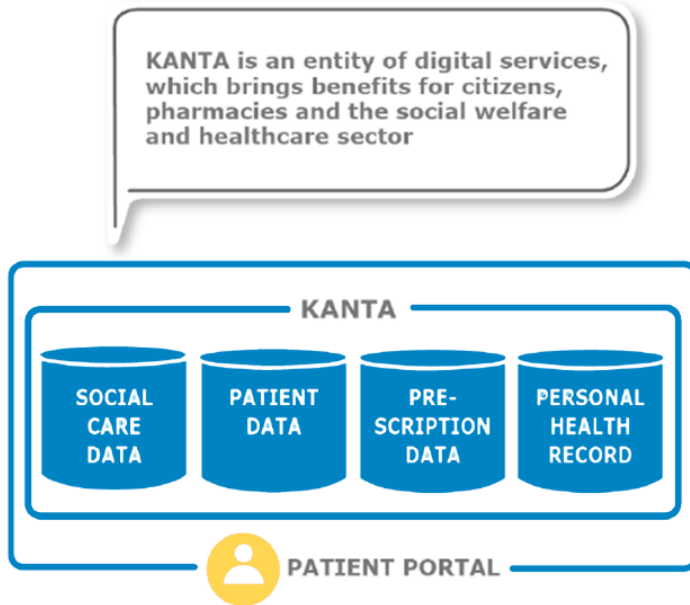 KANTA is an entity of digital services,
which brings benefits for citizens,
pharmacies and the social welfare
and healthcare sector
KANTA
SOCIAL
CARE
DATA
PATIENT
DATA
PRE-
SCRIPTION
DATA
PERSONAL
HEALTH
RECORD
PATIENT PORTAL